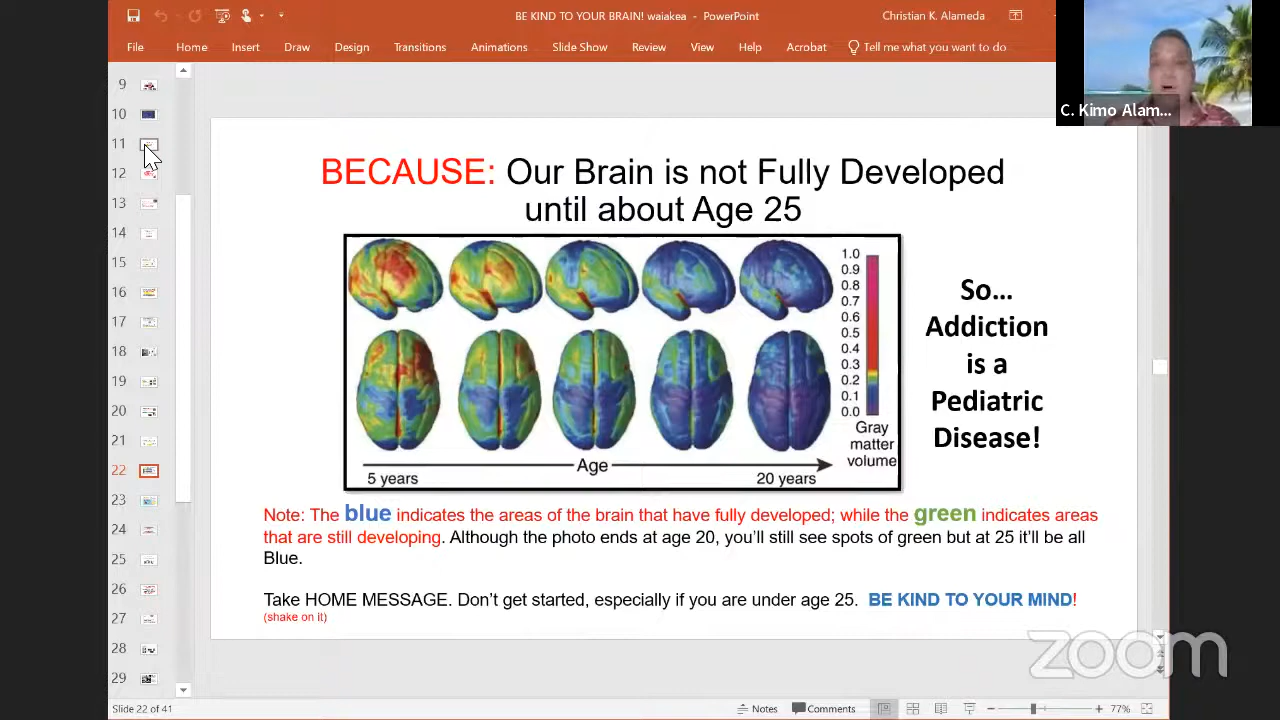 BE KIND TO YOUR BRAIN! waiakea - PowerPoint
Christian K. Alameda
File Home Insert Draw Design Transitions Animations Slide Show Review View Help Acrobat Tell me what you want to do
C. Kimo Alam...
9
10
11
12
13
14
15
16
17
18
19
20
21
22
23
24
25
26
27
28
29
BECAUSE: Our Brain is not Fully Developed
until about Age 25
1.0
0.9
0.8
0.7
0.6
0.5
0.4
0.3
0.2
0.1
0.0
Gray
matter
volume
Age
5 years
20 years
So...
Addiction
is a
Pediatric
Disease!
Note: The blue indicates the areas of the brain that have fully developed; while the green indicates areas
that are still developing. Although the photo ends at age 20, you'll still see spots of green but at 25 it'll be all
Blue.
Take HOME MESSAGE. Don't get started, especially if you are under age 25. BE KIND TO YOUR MIND!
(shake on it)
zoom
Slide 22 of 41
Notes
Comments
77%